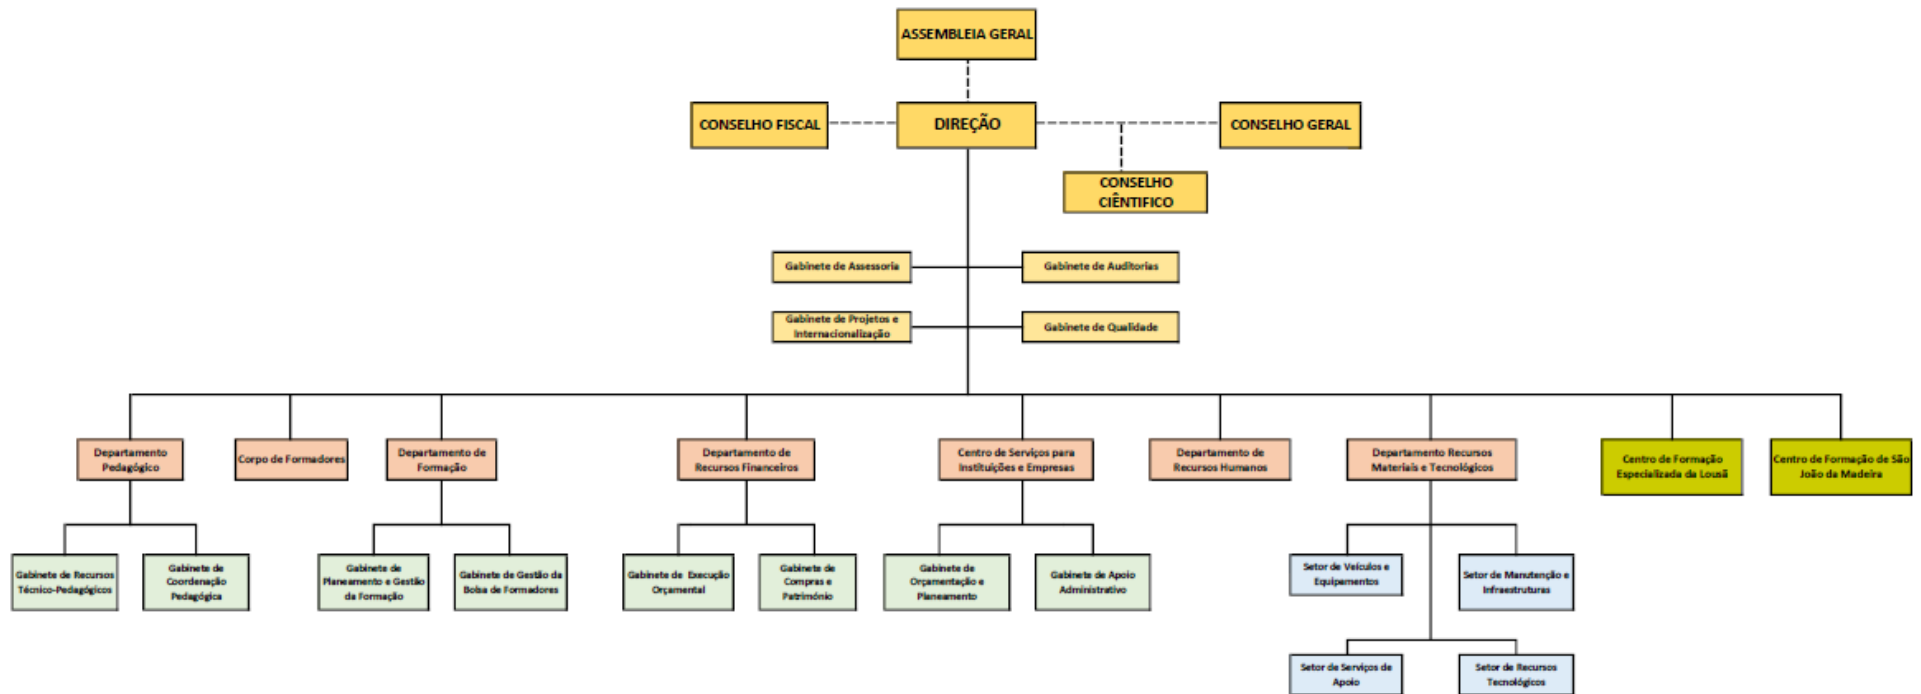 ASSEMBLEIA GERAL
CONSELHO FISCAL
DIREÇÃO
CONSELHO GERAL
CONSELHO
CIÊNTIFICO
Gabinete de Assessoria
Gabinete de Auditorias
Gabinete de Projetos e
Internacionalização
Gabinete de Qualidade
Departamento
Pedagógico
Corpo de Formadores
Departamento de
Formação
Departamento de
Recursos Financeiros
Centro de Serviços para
Instituições e Empresas
Departamento de
Recursos Humanos
Departamento Recursos
Materiais e Tecnológicos
Centro de Formação
Especializada da Lousã
Centro de Formação de São
João da Madeira
Gabinete de Recursos
Técnico-Pedagógicos
Gabinete de
Coordenação
Pedagógica
Gabinete de
Planeamento e Gestão
da Formação
Gabinete de Gestão da
Bolsa de Formadores
Gabinete de Execução
Orçamental
Gabinete de
Compras e
Património
Gabinete de
Orçamentação e
Planeamento
Gabinete de Apoio
Administrativo
Setor de Veículos e
Equipamentos
Setor de Manutenção e
Infraestruturas
Setor de Serviços de
Apoio
Setor de Recursos
Tecnológicos